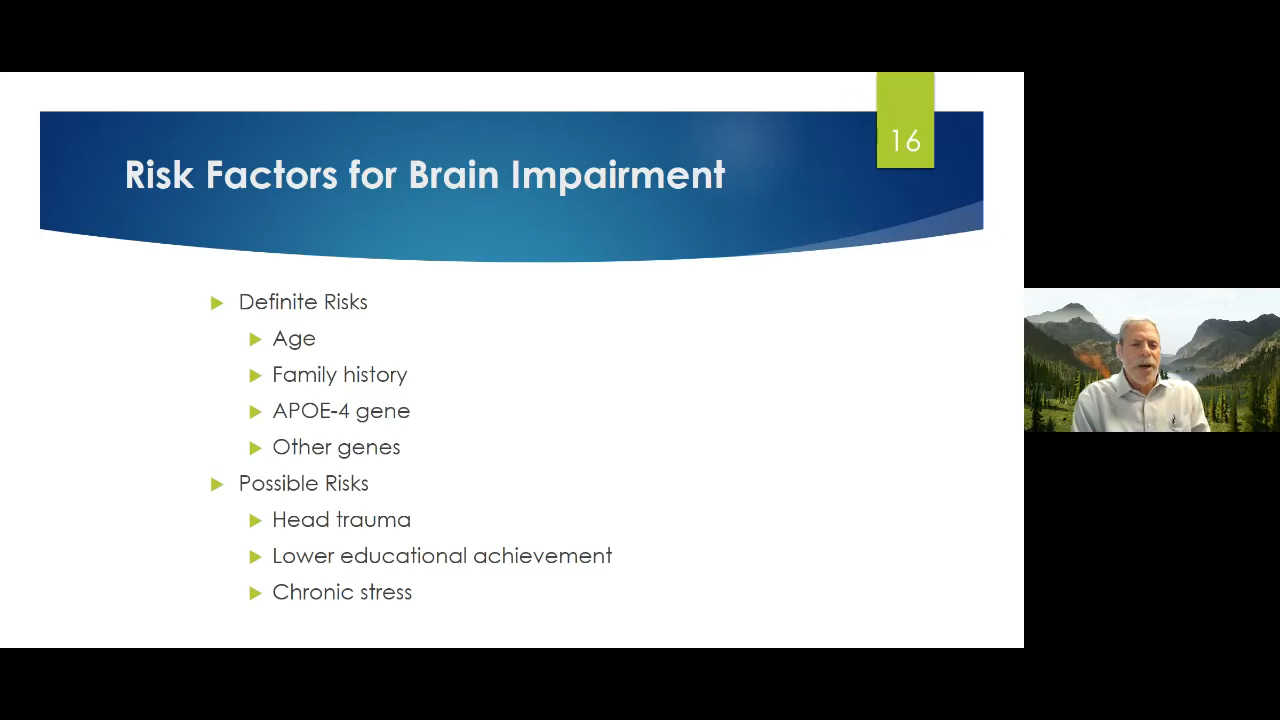 16
Risk Factors for Brain Impairment
Definite Risks
Age
Family history
APOE-4 gene
Other genes
Possible Risks
Head trauma
Lower educational achievement
Chronic stress